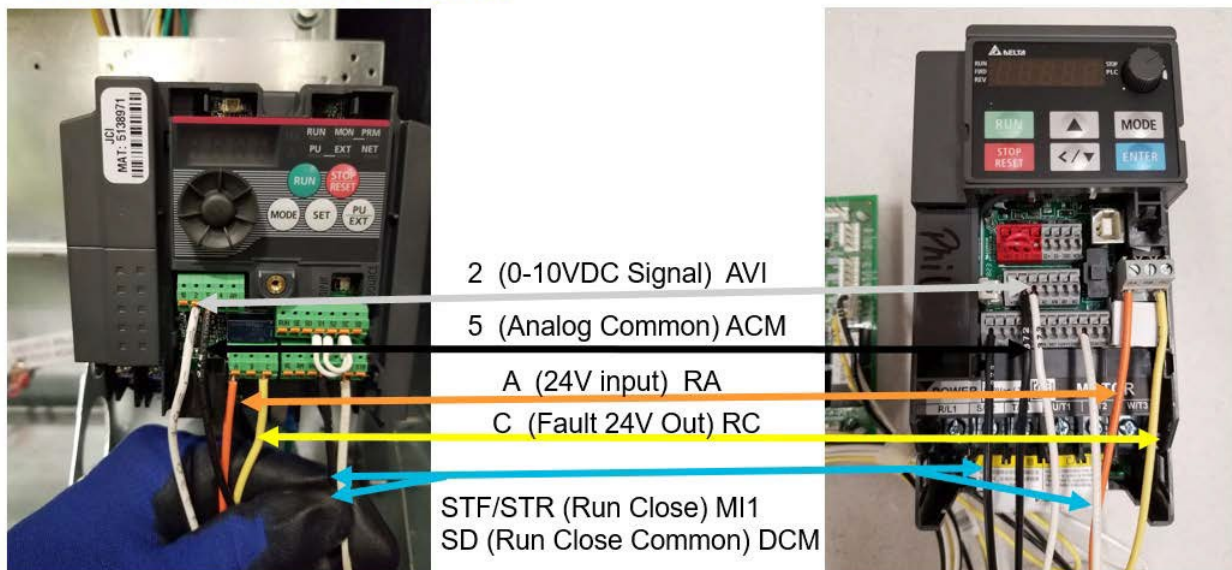 JCI
MAT: 5138971
RUN MON PRM
PU EXT NET
RUN
STOP RESET
MODE
SET
PU EXT
DELTA
RUN
FWD
REV
STOP
PLC
RUN
MODE
STOP RESET
</▼
ENTER
2 (0-10VDC Signal) AVI
5 (Analog Common) ACM
A (24V input) RA
C (Fault 24V Out) RC
STF/STR (Run Close) MI1
SD (Run Close Common) DCM
POWER
MOTOR
R/L1
U/T1
W/T3